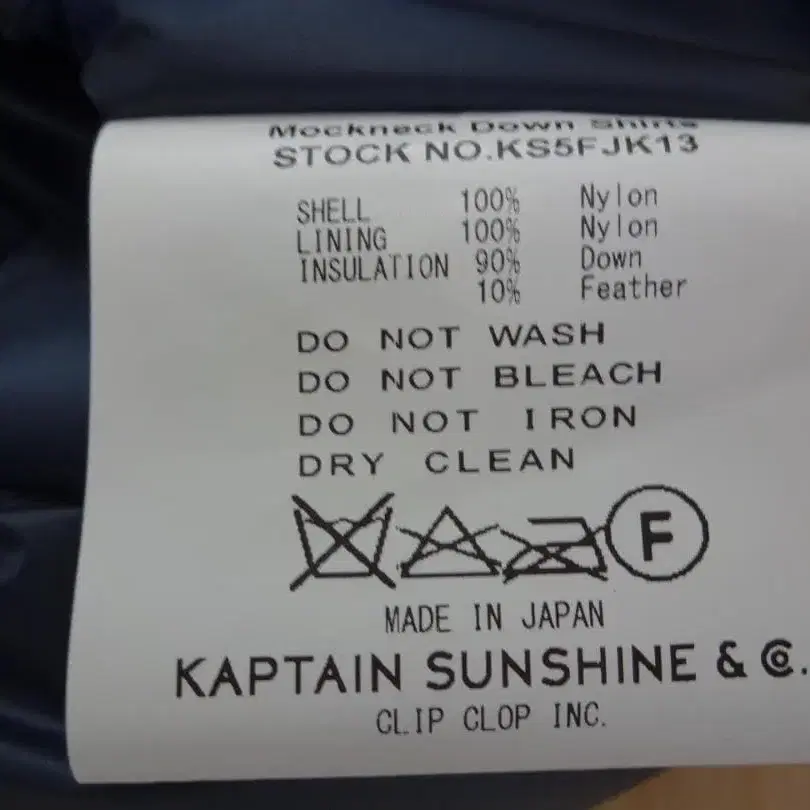 Mockneck Down Shirts
STOCK NO.KS5FJK13
SHELL 100% Nylon
LINING 100% Nylon
INSULATION 90% Down
10% Feather
DO NOT WASH
DO NOT BLEACH
DO NOT IRON
DRY CLEAN
F
MADE IN JAPAN
KAPTAIN SUNSHINE & Co.
CLIP CLOP INC.